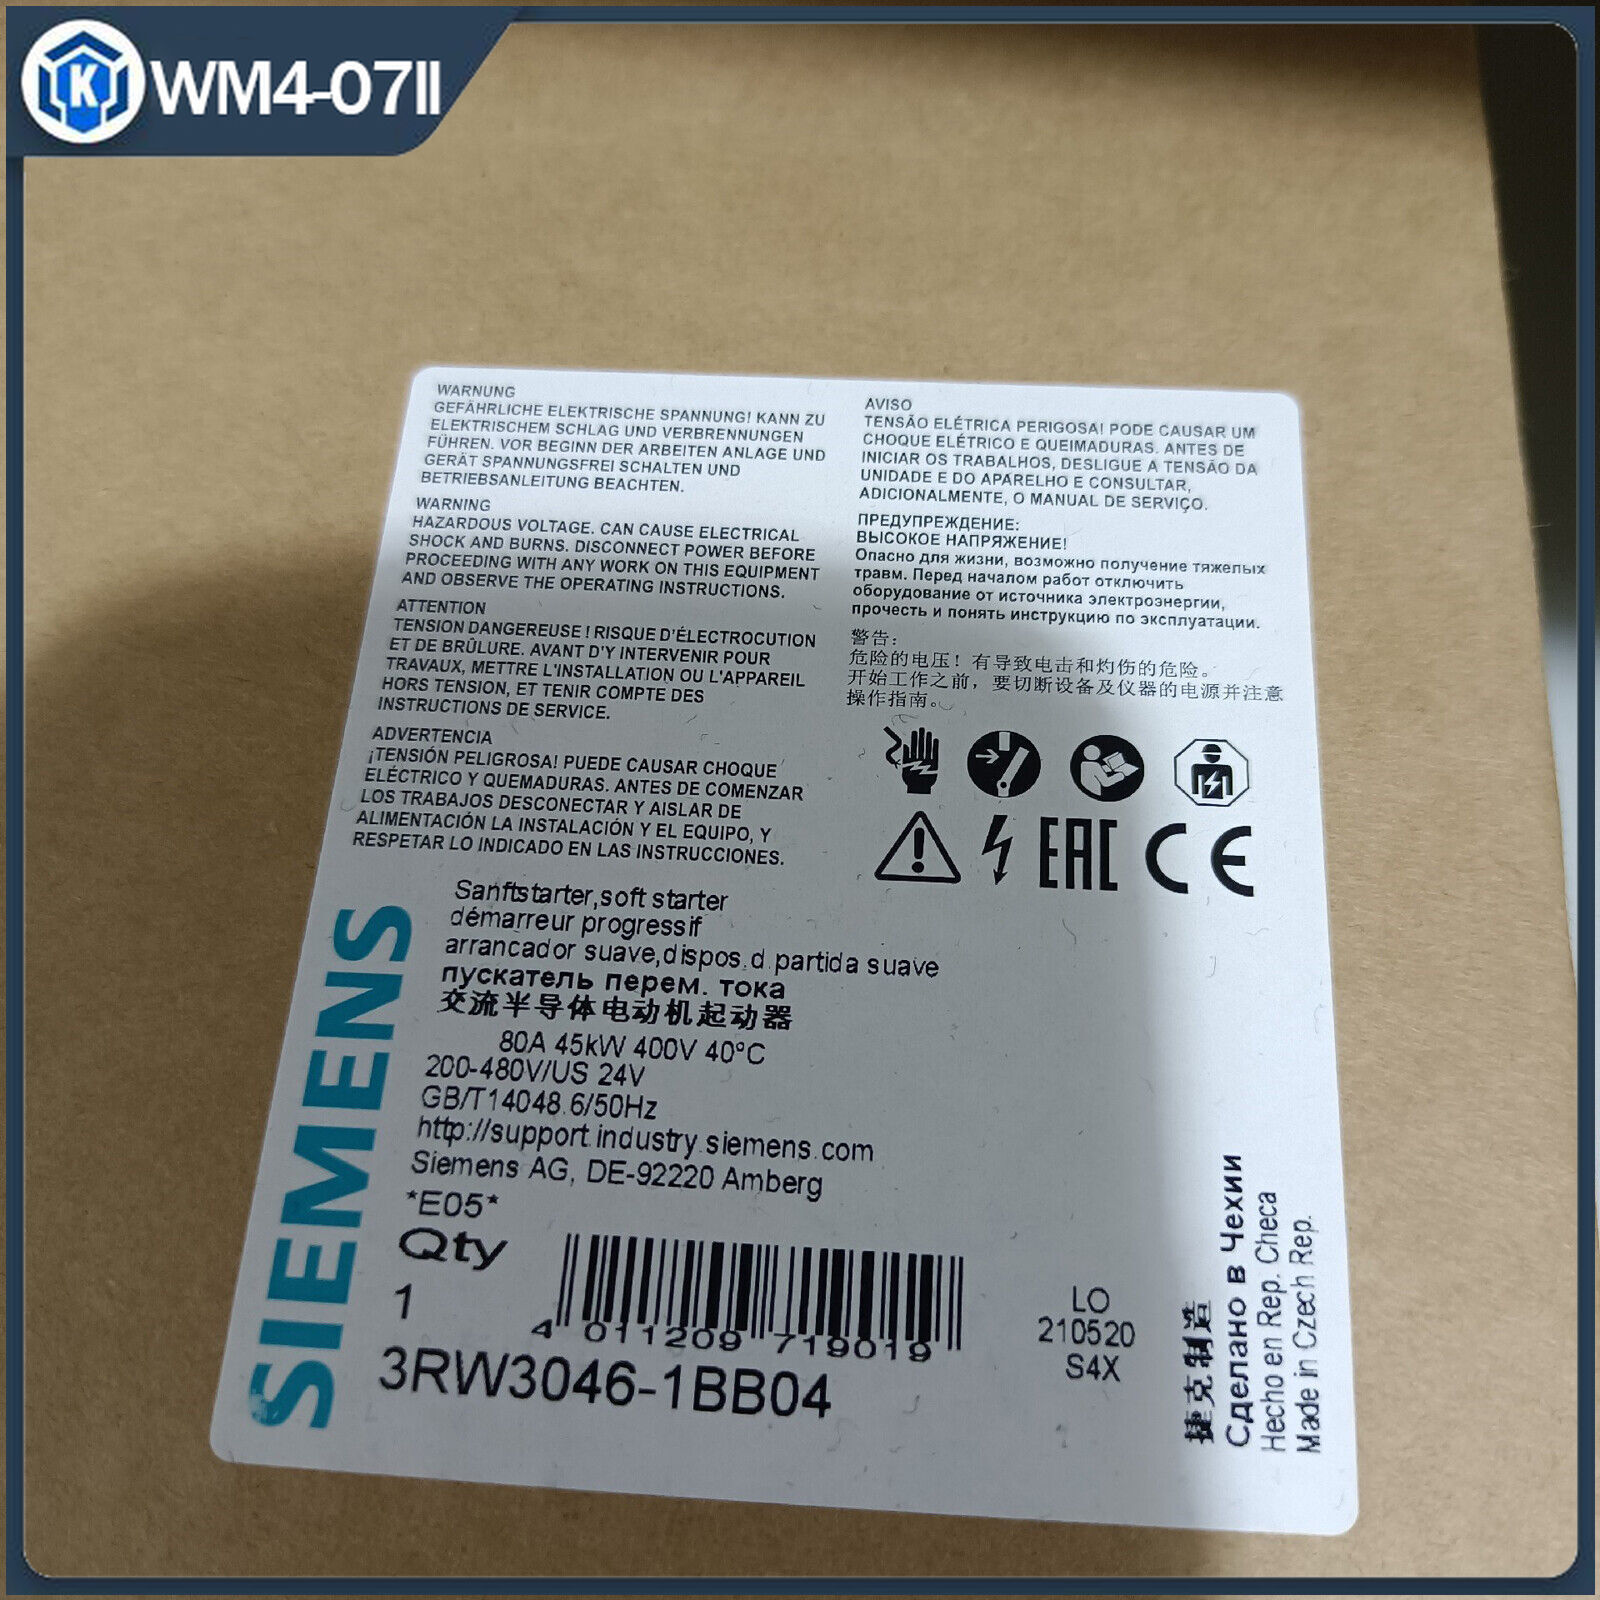 K
WM4-07II
WARNUNG
GEFÄHRLICHE ELEKTRISCHE SPANNUNG! KANN ZU
ELEKTRISCHEM SCHLAG UND VERBRENNUNGEN
FÜHREN. VOR BEGINN DER ARBEITEN ANLAGE UND
GERÄT SPANNUNGSFREI SCHALTEN UND
BETRIEBSANLEITUNG BEACHTEN.
WARNING
HAZARDOUS VOLTAGE. CAN CAUSE ELECTRICAL
SHOCK AND BURNS. DISCONNECT POWER BEFORE
PROCEEDING WITH ANY WORK ON THIS EQUIPMENT
AND OBSERVE THE OPERATING INSTRUCTIONS.
ATTENTION
TENSION DANGEREUSE ! RISQUE D'ÉLECTROCUTION
ET DE BRÛLURE. AVANT D'Y INTERVENIR POUR
TRAVAUX, METTRE L'INSTALLATION OU L'APPAREIL
HORS TENSION, ET TENIR COMPTE DES
INSTRUCTIONS DE SERVICE.
ADVERTENCIA
¡TENSIÓN PELIGROSA! PUEDE CAUSAR CHOQUE
ELÉCTRICO Y QUEMADURAS. ANTES DE COMENZAR
LOS TRABAJOS DESCONECTAR Y AISLAR DE
ALIMENTACIÓN LA INSTALACIÓN Y EL EQUIPO, Y
RESPETAR LO INDICADO EN LAS INSTRUCCIONES.
AVISO
TENSÃO ELÉTRICA PERIGOSA! PODE CAUSAR UM
CHOQUE ELÉTRICO E QUEIMADURAS. ANTES DE
INICIAR OS TRABALHOS, DESLIGUE A TENSÃO DA
UNIDADE E DO APARELHO E CONSULTAR,
ADICIONALMENTE, O MANUAL DE SERVIÇO.
ПРЕДУПРЕЖДЕНИЕ:
ВЫСОКОЕ НАПРЯЖЕНИЕ!
Опасно для жизни, возможно получение тяжелых
травм. Перед началом работ отключить
оборудование от источника электроэнергии,
прочесть и понять инструкцию по эксплуатации.
警告:
危险的电压！有导致电击和灼伤的危险。
开始工作之前，要切断设备及仪器的电源并注意
操作指南。
EAC CE
SIEMENS
Sanftstarter,soft starter
démarreur progressif
arrancador suave,dispos.d.partida suave
пускатель перем. тока
交流半导体电动机起动器
80A 45kW 400V 40°C
200-480V/US 24V
GB/T14048.6/50Hz
http://support.industry.siemens.com
Siemens AG, DE-92220 Amberg
*E05*
Qty
1
4 011209 719019
3RW3046-1BB04
LO
210520
S4X
捷克制造
Сделано в Чехии
Hecho en Rep. Checa
Made in Czech Rep.